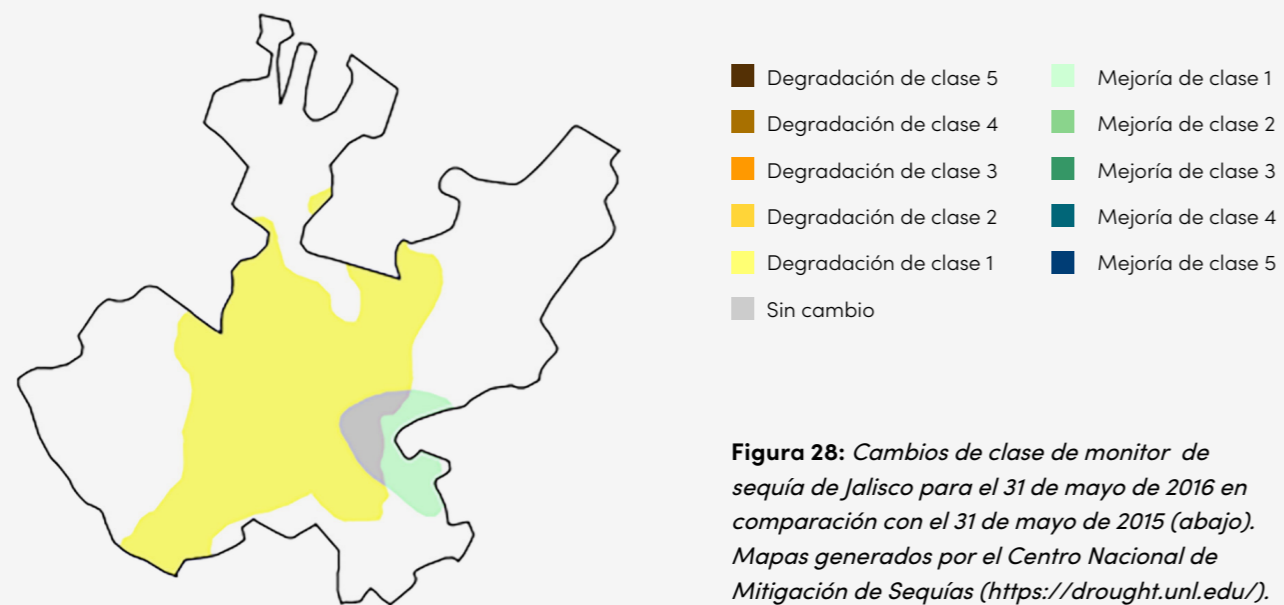 Degradación de clase 5
Degradación de clase 4
Degradación de clase 3
Degradación de clase 2
Degradación de clase 1
Sin cambio
Mejoría de clase 1
Mejoría de clase 2
Mejoría de clase 3
Mejoría de clase 4
Mejoría de clase 5
Figura 28: Cambios de clase de monitor de
sequía de Jalisco para el 31 de mayo de 2016 en
comparación con el 31 de mayo de 2015 (abajo).
Mapas generados por el Centro Nacional de
Mitigación de Sequías (https://drought.unl.edu/).